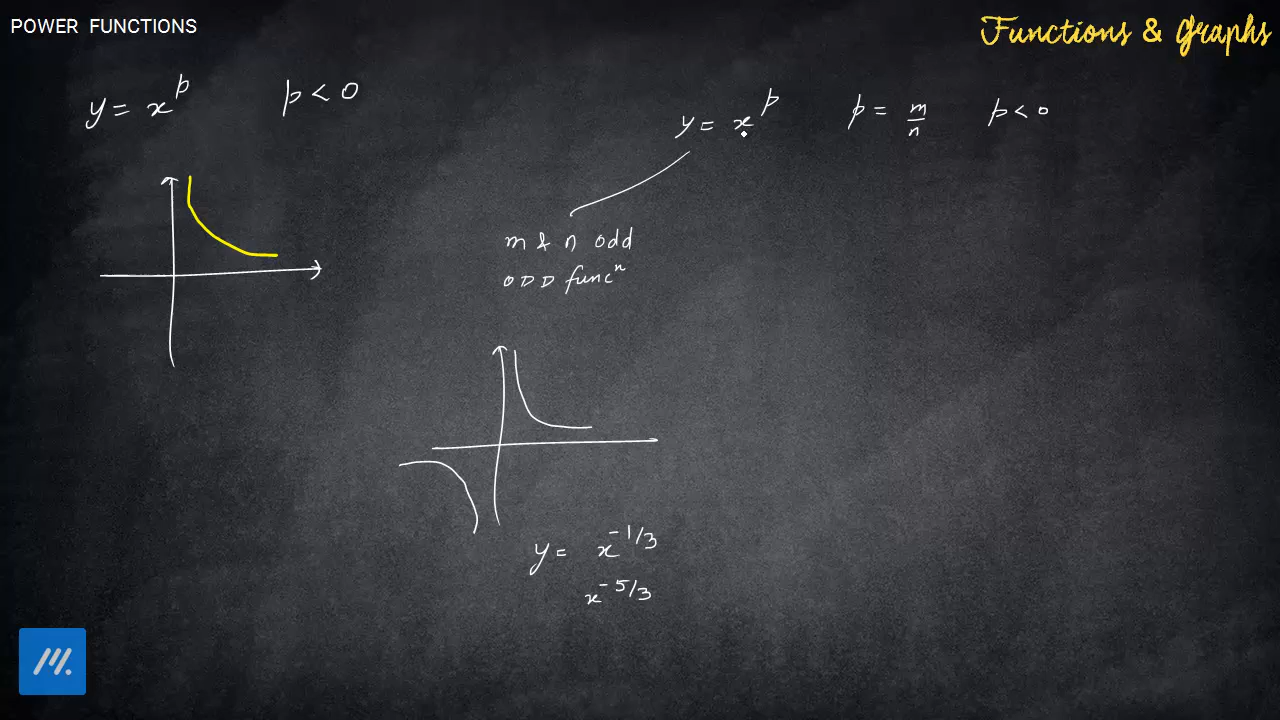 POWER FUNCTIONS
Functions & Graphs
y = x^p p < 0
y = x^p p = m/n p < 0
m & n odd
ODD func^n
y = x^-1/3
x^-5/3